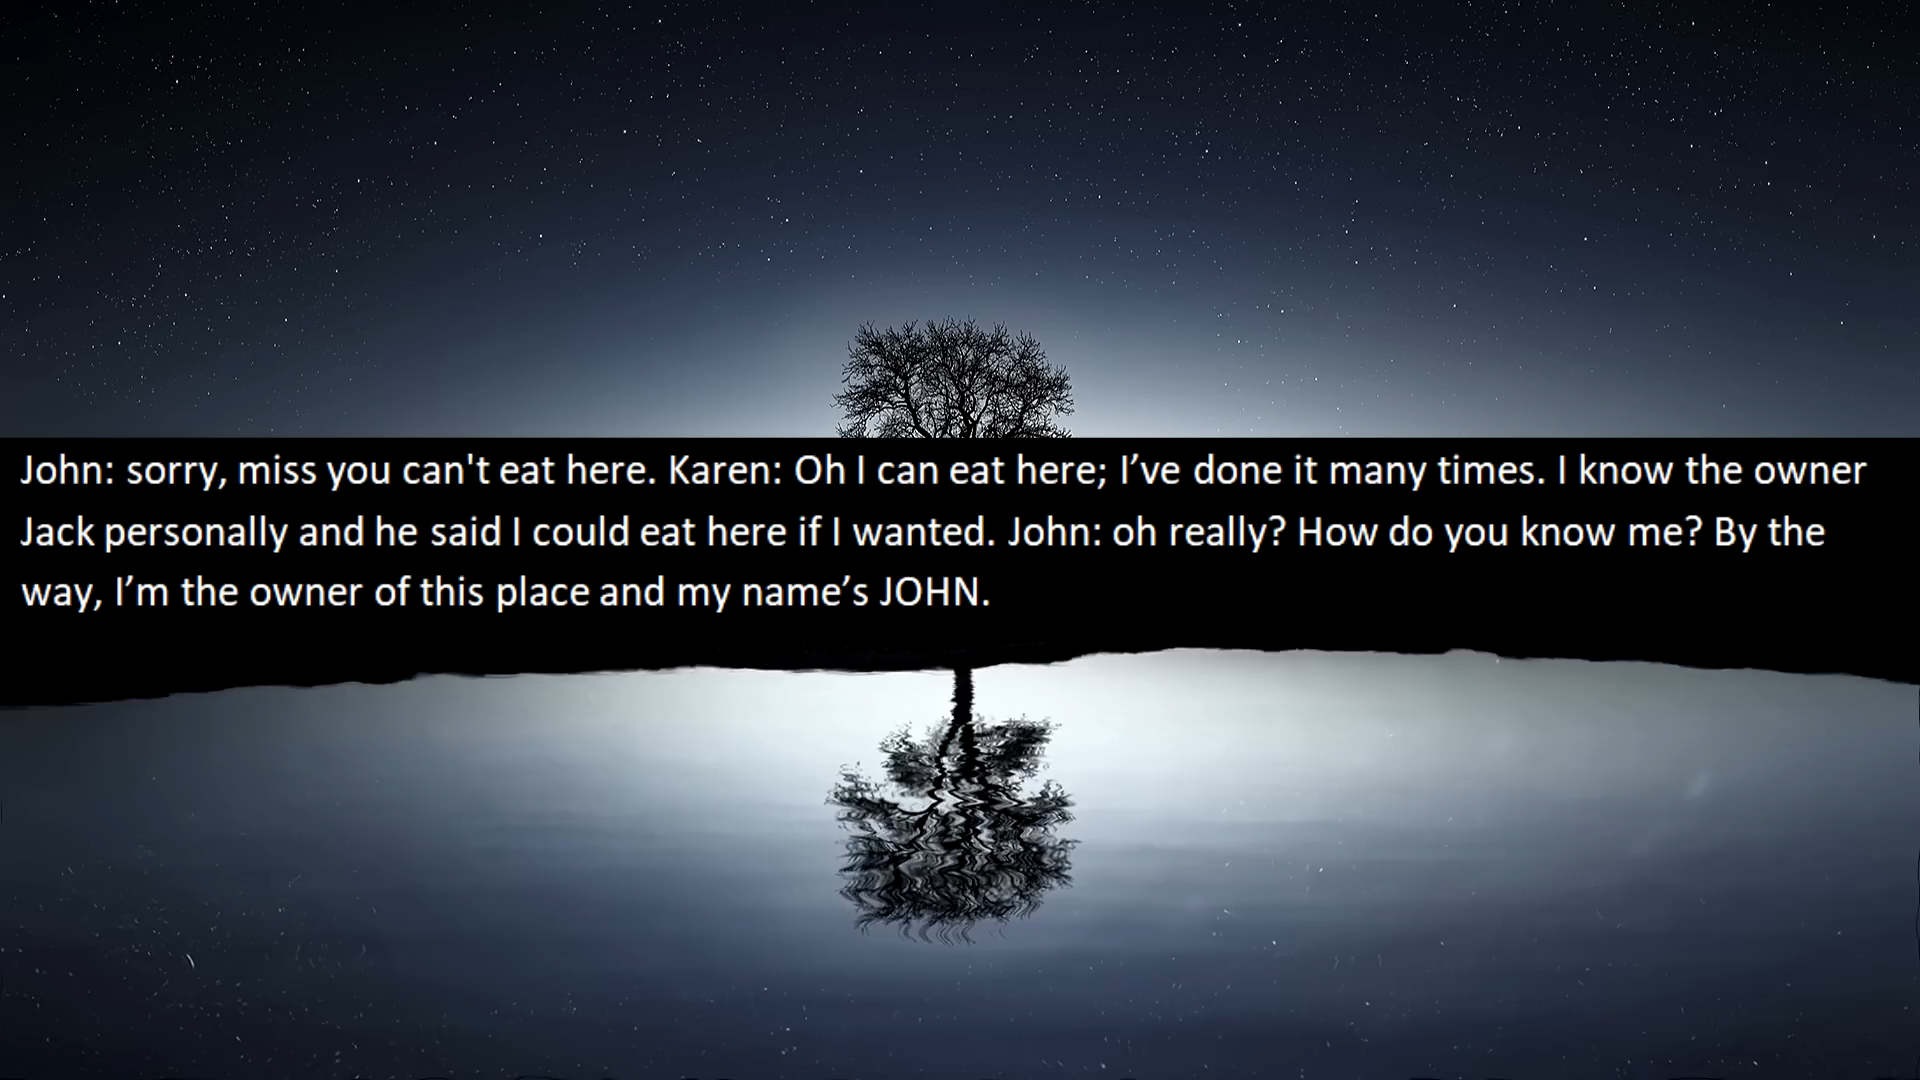 John: sorry, miss you can't eat here. Karen: Oh I can eat here; I’ve done it many times. I know the owner
Jack personally and he said I could eat here if I wanted. John: oh really? How do you know me? By the
way, I’m the owner of this place and my name’s JOHN.